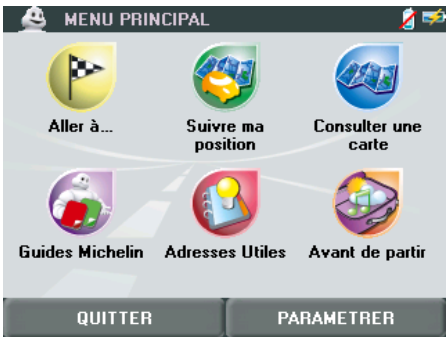 MENU PRINCIPAL
Aller à...
Suivre ma
position
Consulter une
carte
Guides Michelin
Adresses Utiles
Avant de partir
QUITTER
PARAMETRER